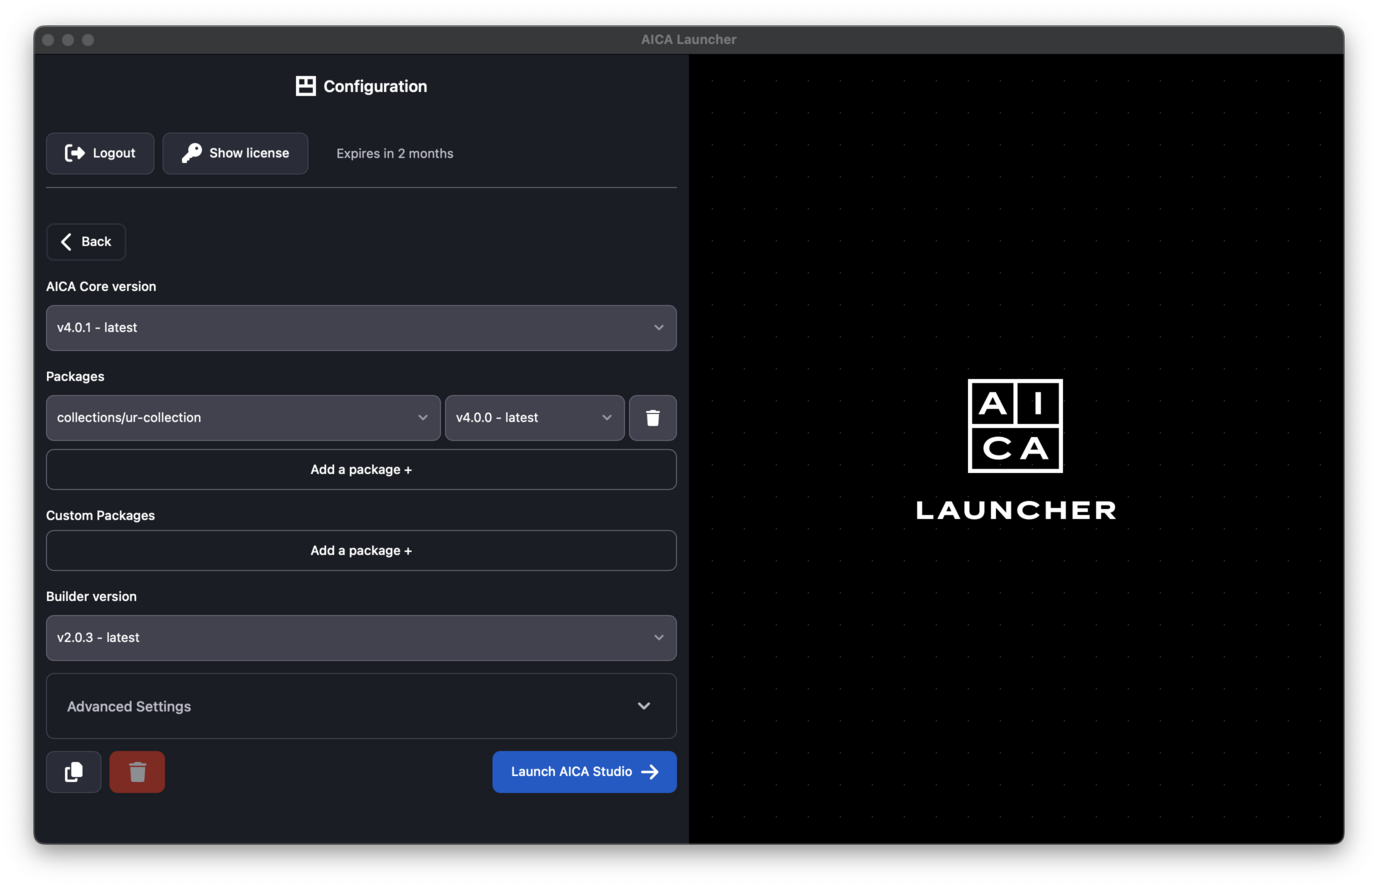 AICA Launcher
Configuration
Logout
Show license
Expires in 2 months
Back
AICA Core version
v4.0.1 - latest
Packages
collections/ur-collection
v4.0.0 - latest
Add a package +
Custom Packages
Add a package +
Builder version
v2.0.3 - latest
Advanced Settings
Launch AICA Studio
A I
C A
LAUNCHER